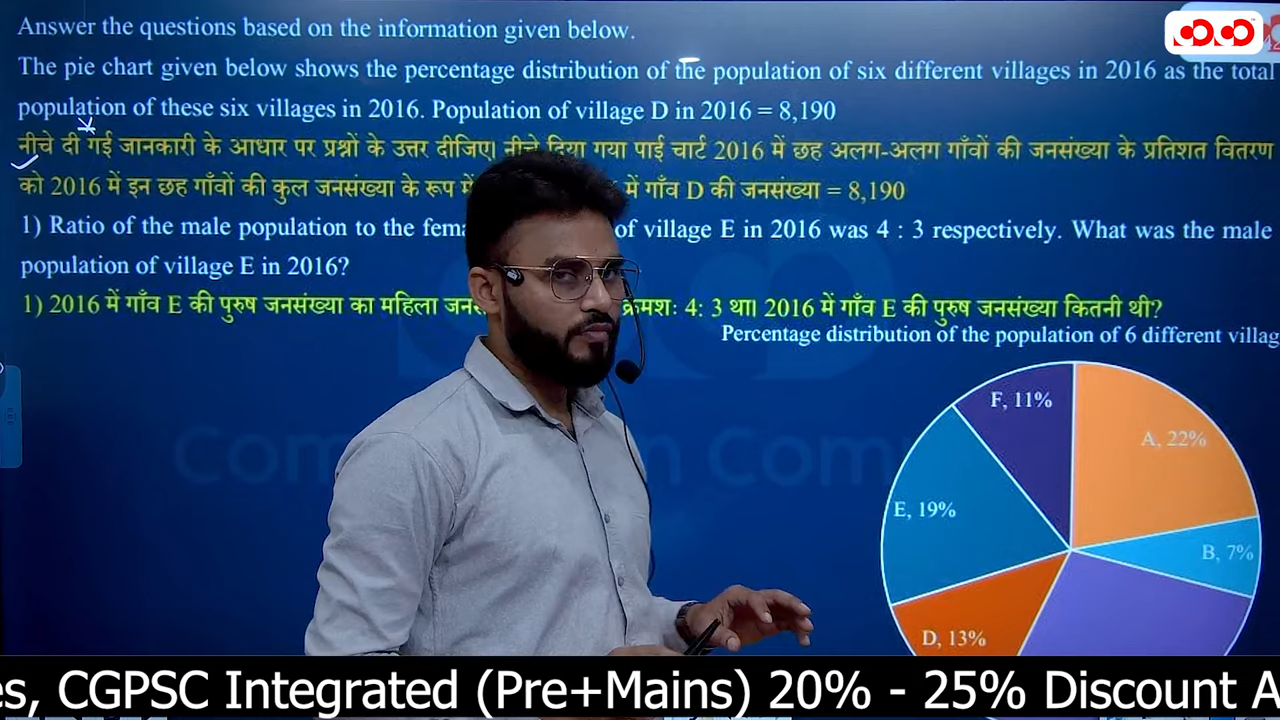 Answer the questions based on the information given below.
The pie chart given below shows the percentage distribution of the population of six different villages in 2016 as the total
population of these six villages in 2016. Population of village D in 2016 = 8,190
नीचे दी गई जानकारी के आधार पर प्रश्नों के उत्तर दीजिए। नीचे दिया गया पाई चार्ट 2016 में छह अलग-अलग गाँवों की जनसंख्या के प्रतिशत वितरण
को 2016 में इन छह गाँवों की कुल जनसंख्या के रूप में गाँव D की जनसंख्या = 8,190
1) Ratio of the male population to the of village E in 2016 was 4 : 3 respectively. What was the male
population of village E in 2016?
1) 2016 में गाँव E की पुरुष जनसंख्या का महिला क्रमशः 4: 3 था। 2016 में गाँव E की पुरुष जनसंख्या कितनी थी?
Percentage distribution of the population of 6 different
F, 11%
A, 22%
E, 19%
B, 7%
D, 13%
CGPSC Integrated (Pre+Mains) 20% - 25% Discount